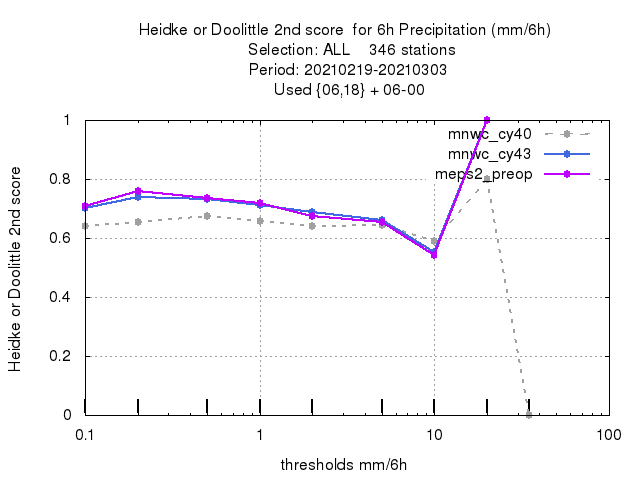 Heidke or Doolittle 2nd score  for 6h Precipitation (mm/6h)
Selection: ALL    346 stations
Period: 20210219-20210303
Used {06,18} + 06-00
Heidke or Doolittle 2nd score
1
0.8
0.6
0.4
0.2
0
mnwc_cy40
mnwc_cy43
meps2_preop
0.1 1 10 100
thresholds mm/6h